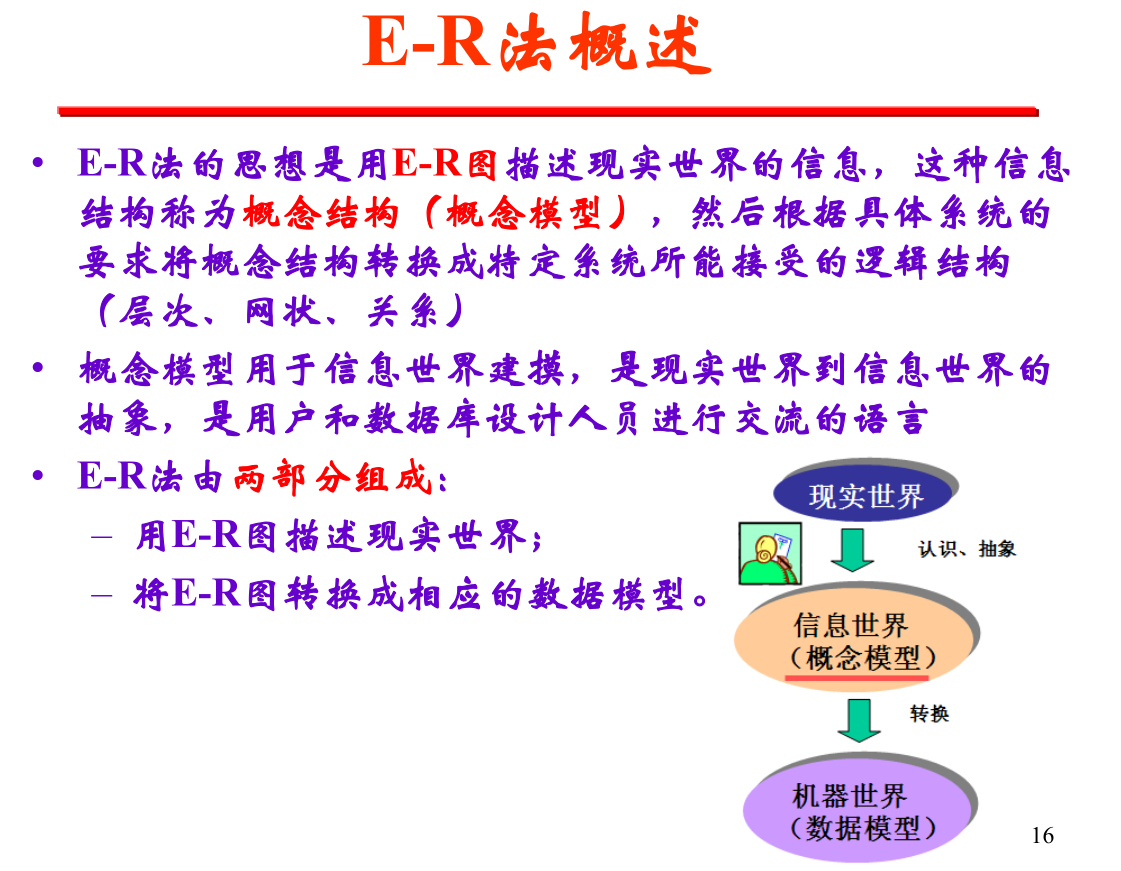 E-R法概述
• E-R法的思想是用E-R图描述现实世界的信息，这种信息
结构称为概念结构（概念模型），然后根据具体系统的
要求将概念结构转换成特定系统所能接受的逻辑结构
（层次、网状、关系）
• 概念模型用于信息世界建摸，是现实世界到信息世界的
抽象，是用户和数据库设计人员进行交流的语言
• E-R法由两部分组成：
– 用E-R图描述现实世界；
– 将E-R图转换成相应的数据模型。
现实世界
认识、抽象
信息世界
（概念模型）
转换
机器世界
（数据模型）
16